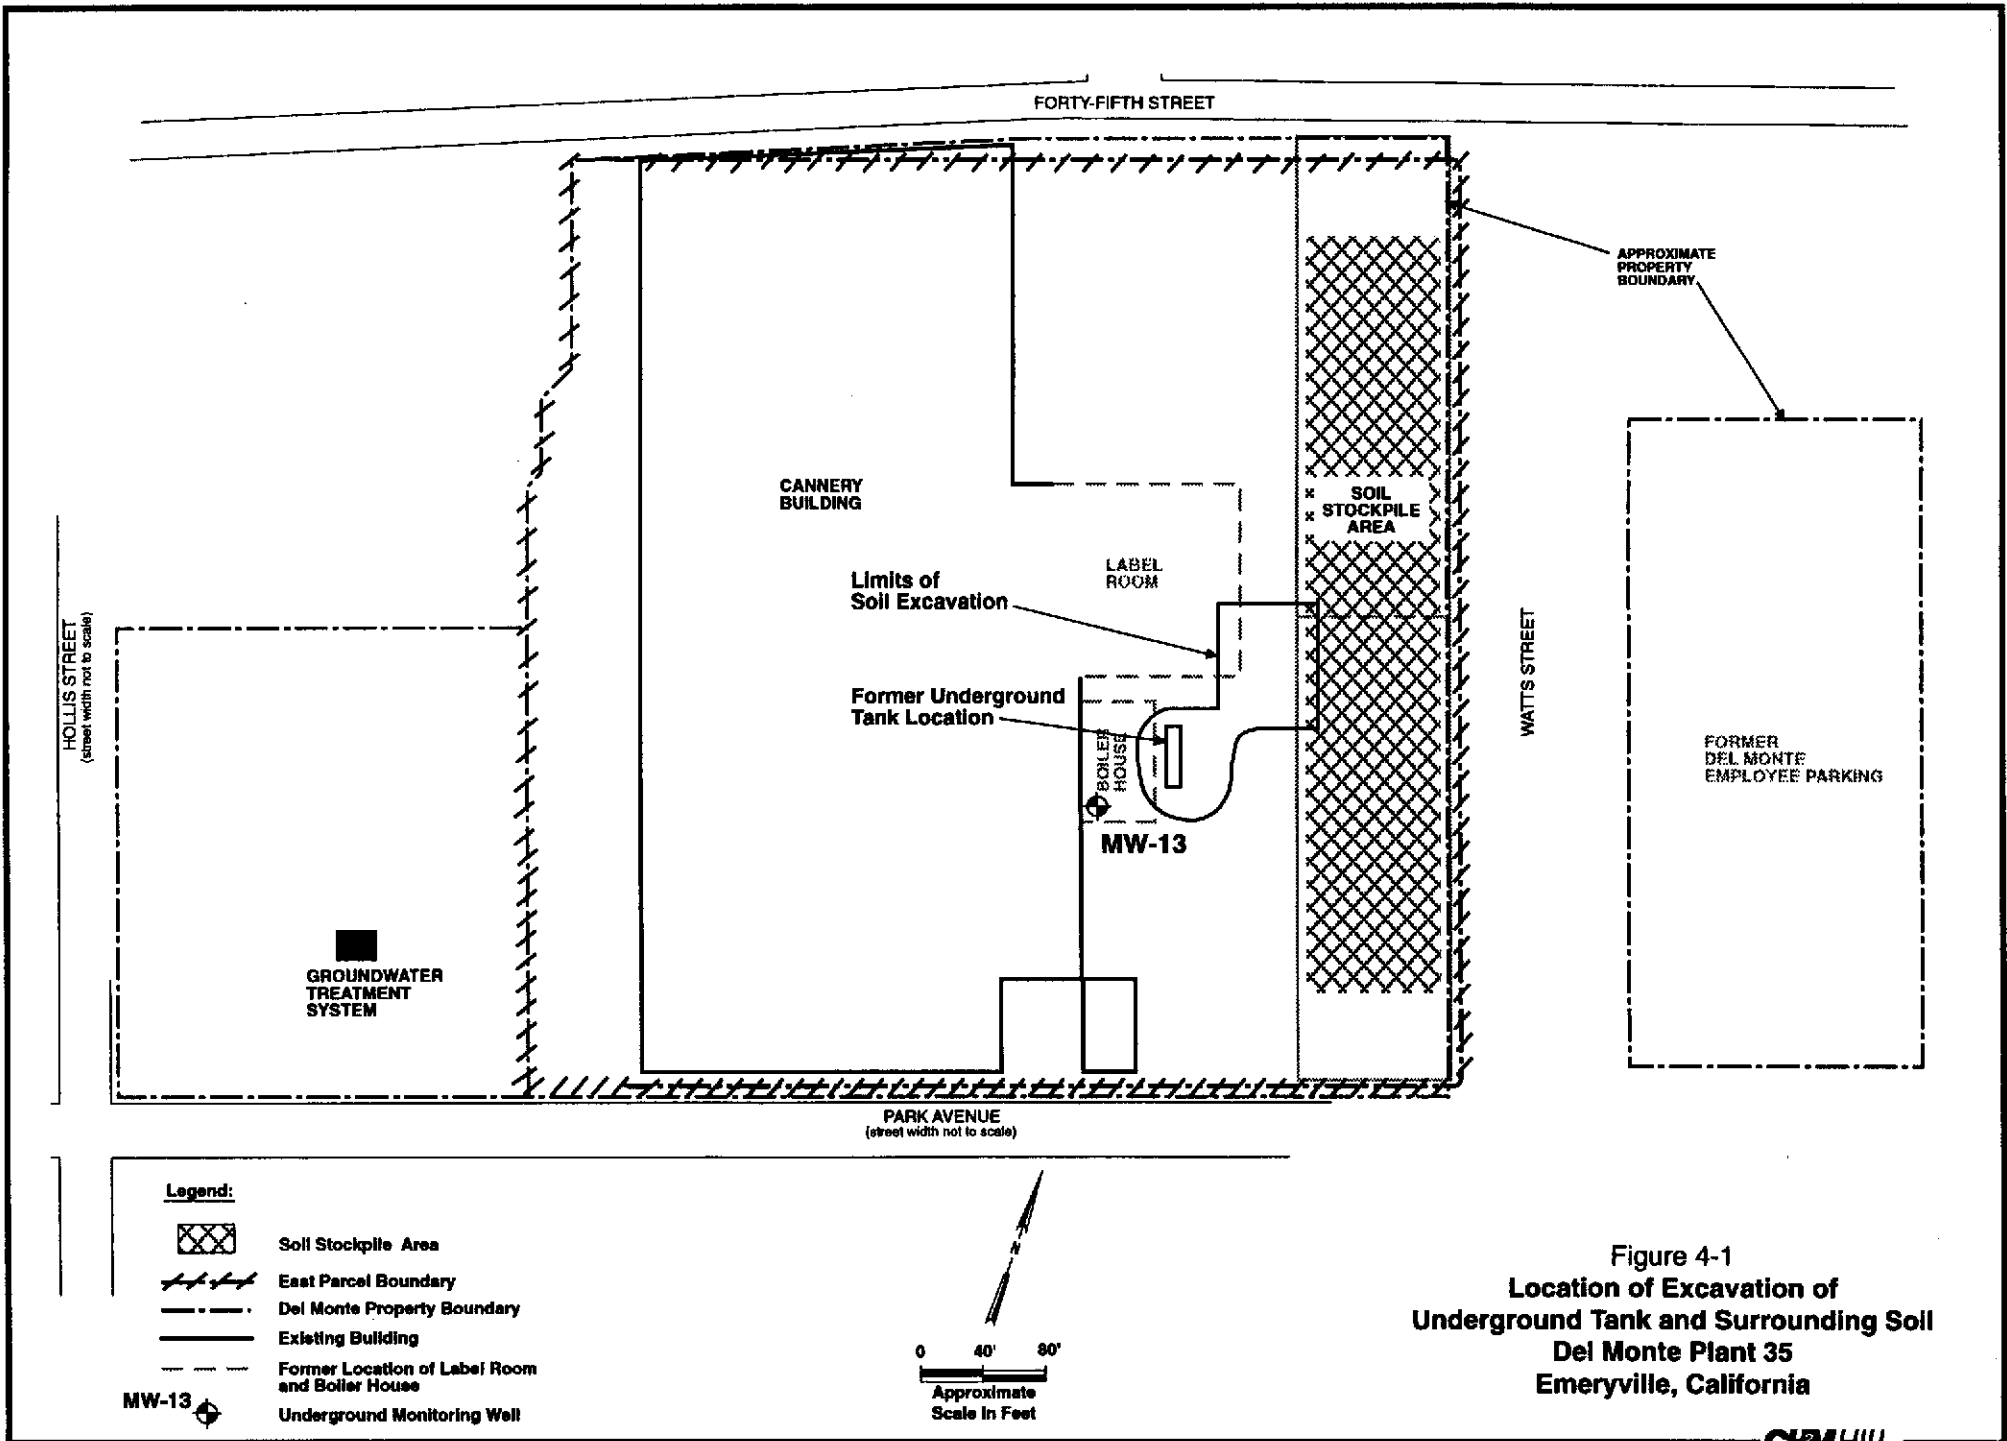 FORTY-FIFTH STREET
APPROXIMATE
PROPERTY
BOUNDARY
CANNERY
BUILDING
SOIL
STOCKPILE
AREA
LABEL
ROOM
Limits of
Soil Excavation
HOLLIS STREET
(street width not to scale)
WATTS STREET
Former Underground
Tank Location
BOILER
HOUSE
FORMER
DEL MONTE
EMPLOYEE PARKING
MW-13
GROUNDWATER
TREATMENT
SYSTEM
PARK AVENUE
(street width not to scale)
Legend:
Soil Stockpile Area
East Parcel Boundary
Del Monte Property Boundary
Existing Building
Former Location of Label Room
and Boiler House
MW-13
Underground Monitoring Well
N
0 40' 80'
Approximate
Scale In Feet
Figure 4-1
Location of Excavation of
Underground Tank and Surrounding Soil
Del Monte Plant 35
Emeryville, California